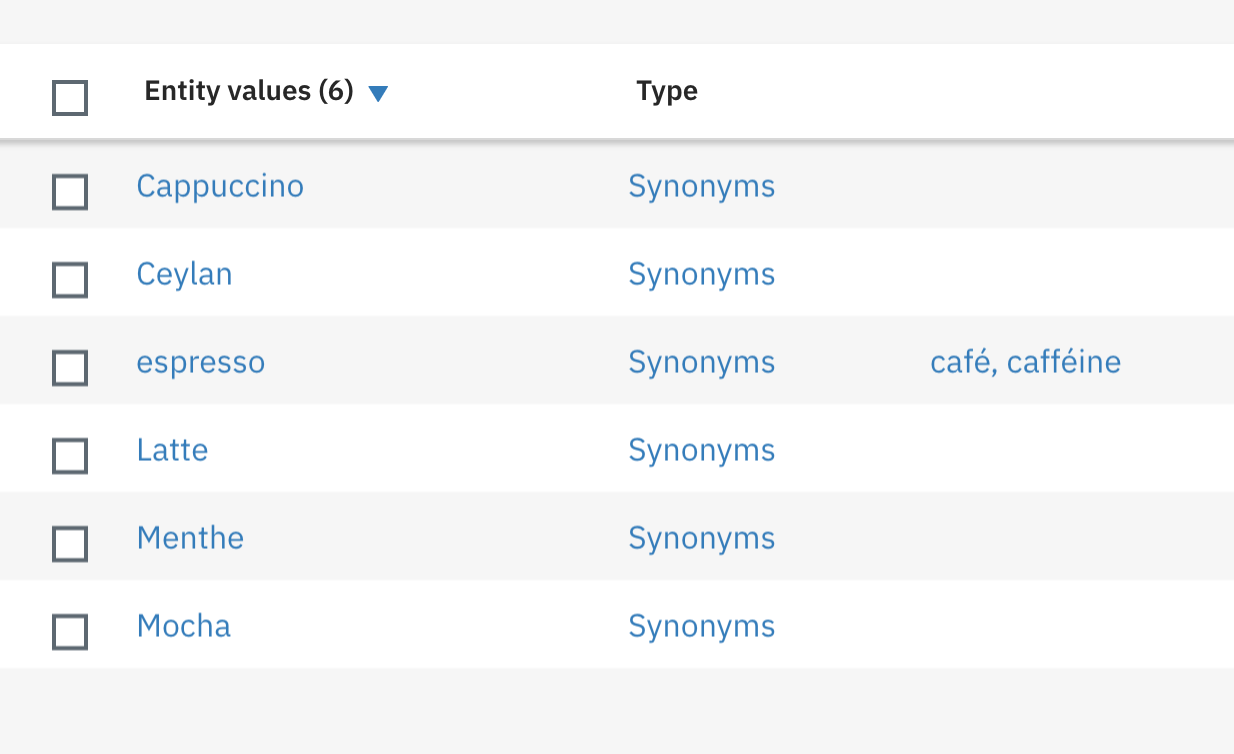 Entity values (6) ▼ Type
Cappuccino Synonyms
Ceylan Synonyms
espresso Synonyms café, cafféine
Latte Synonyms
Menthe Synonyms
Mocha Synonyms